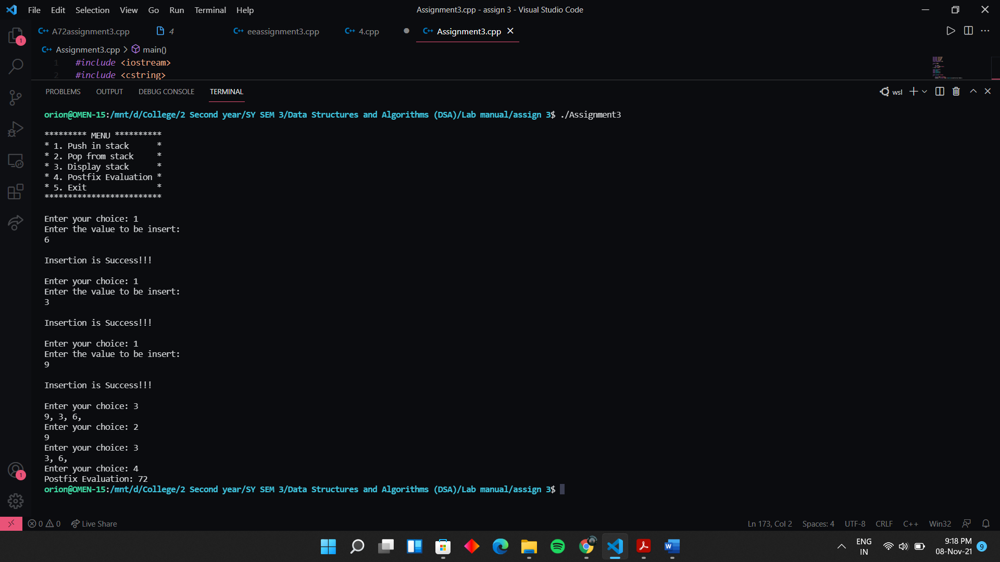 File Edit Selection View Go Run Terminal Help
Assignment3.cpp - assign 3 - Visual Studio Code
C++ A72assignment3.cpp
4
C++ eeassignment3.cpp
C++ 4.cpp
C++ Assignment3.cpp
C++ Assignment3.cpp > main()
1 #include <iostream>
2 #include <cstring>
PROBLEMS OUTPUT DEBUG CONSOLE TERMINAL
wsl
orion@OMEN-15:/mnt/d/College/2 Second year/SY SEM 3/Data Structures and Algorithms (DSA)/Lab manual/assign 3$ ./Assignment3
********* MENU **********
* 1. Push in stack      *
* 2. Pop from stack     *
* 3. Display stack      *
* 4. Postfix Evaluation *
* 5. Exit               *
*************************
Enter your choice: 1
Enter the value to be insert:
6
Insertion is Success!!!
Enter your choice: 1
Enter the value to be insert:
3
Insertion is Success!!!
Enter your choice: 1
Enter the value to be insert:
9
Insertion is Success!!!
Enter your choice: 3
9, 3, 6,
Enter your choice: 2
9
Enter your choice: 3
3, 6,
Enter your choice: 4
Postfix Evaluation: 72
orion@OMEN-15:/mnt/d/College/2 Second year/SY SEM 3/Data Structures and Algorithms (DSA)/Lab manual/assign 3$
1
1
0 0 Live Share
Ln 173, Col 2 Spaces: 4 UTF-8 CRLF C++ Win32
ENG
IN
9:18 PM
08-Nov-21
9